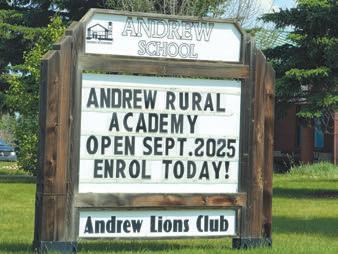 ANDREW
SCHOOL
ANDREW RURAL
ACADEMY
OPEN SEPT.2025
ENROL TODAY!
Andrew Lions Club